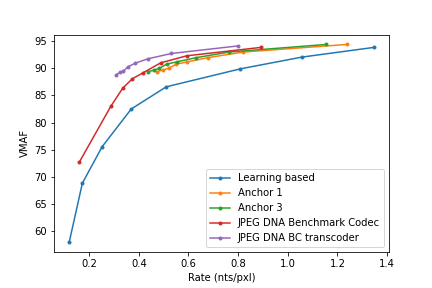 95
90
85
80
75
70
65
60
VMAF
Learning based
Anchor 1
Anchor 3
JPEG DNA Benchmark Codec
JPEG DNA BC transcoder
0.2 0.4 0.6 0.8 1.0 1.2 1.4
Rate (nts/pxl)